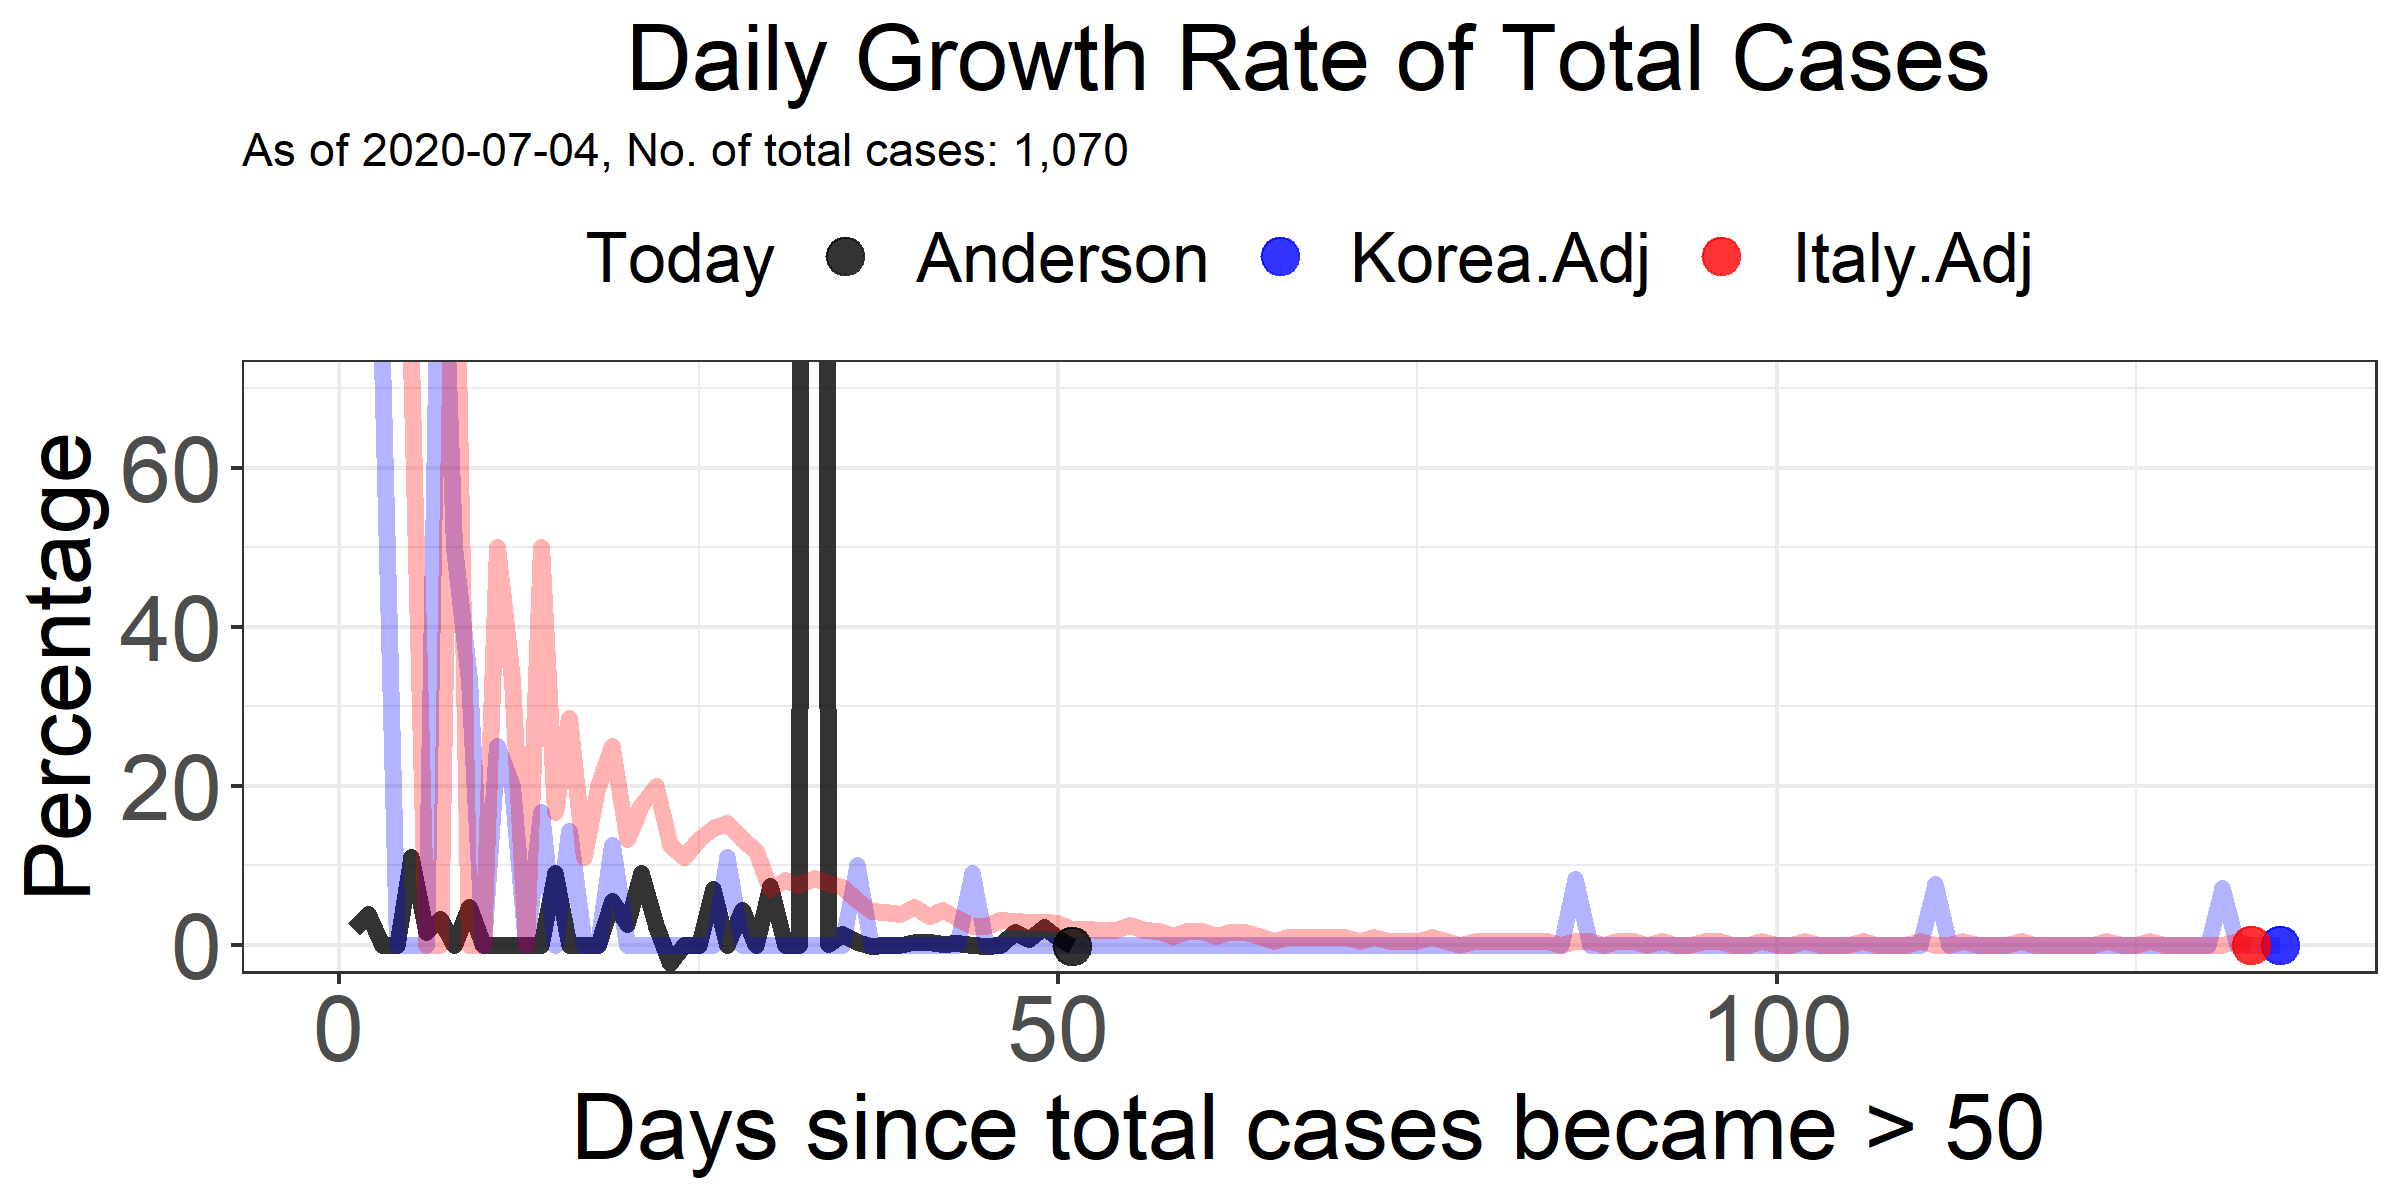 Daily Growth Rate of Total Cases
As of 2020-07-04, No. of total cases: 1,070
Today Anderson Korea.Adj Italy.Adj
Percentage
60
40
20
0
0 50 100
Days since total cases became > 50